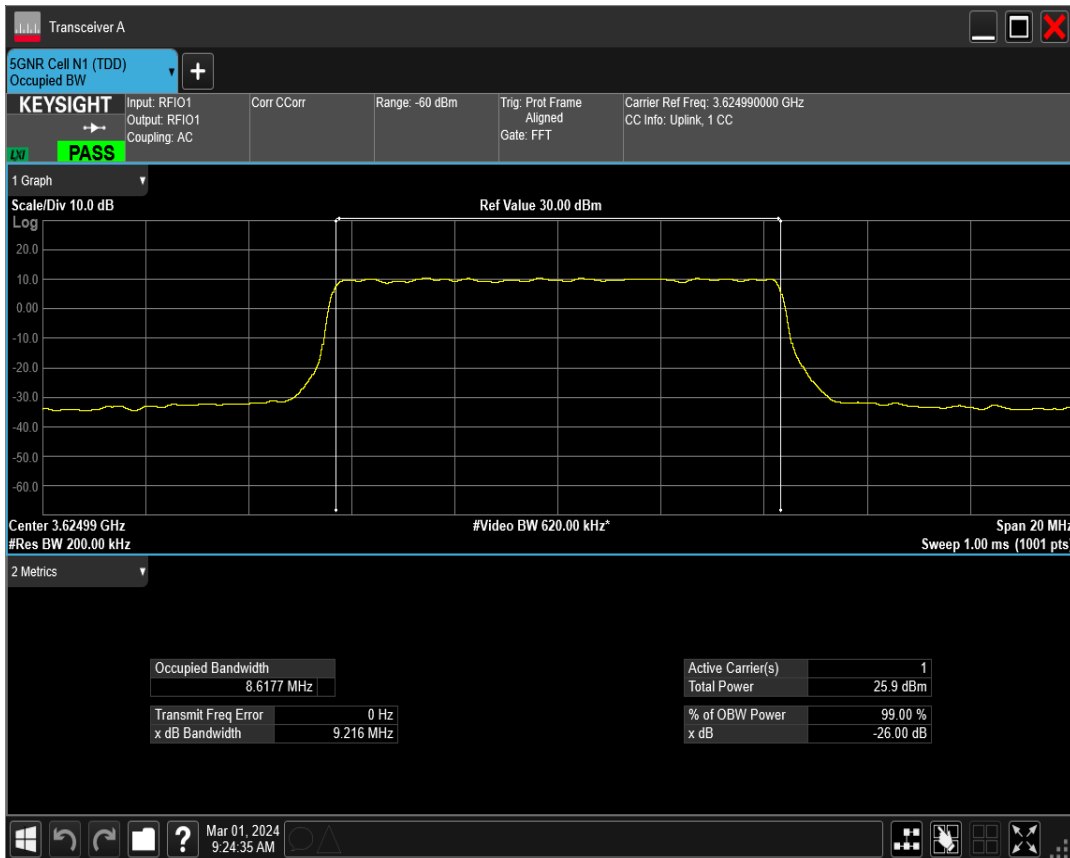 Transceiver A
5GNR Cell N1 (TDD)
Occupied BW
KEYSIGHT
LXI
PASS
Input: RFIO1
Output: RFIO1
Coupling: AC
Corr CCorr
Range: -60 dBm
Trig: Prot Frame
Aligned
Gate: FFT
Carrier Ref Freq: 3.624990000 GHz
CC Info: Uplink, 1 CC
1 Graph
Scale/Div 10.0 dB
Ref Value 30.00 dBm
Log
20.0
10.0
0.00
-10.0
-20.0
-30.0
-40.0
-50.0
-60.0
Center 3.62499 GHz
#Video BW 620.00 kHz*
Span 20 MHz
#Res BW 200.00 kHz
Sweep 1.00 ms (1001 pts)
2 Metrics
Occupied Bandwidth
8.6177 MHz
Transmit Freq Error 0 Hz
x dB Bandwidth 9.216 MHz
Active Carrier(s) 1
Total Power 25.9 dBm
% of OBW Power 99.00 %
x dB -26.00 dB
?
Mar 01, 2024
9:24:35 AM